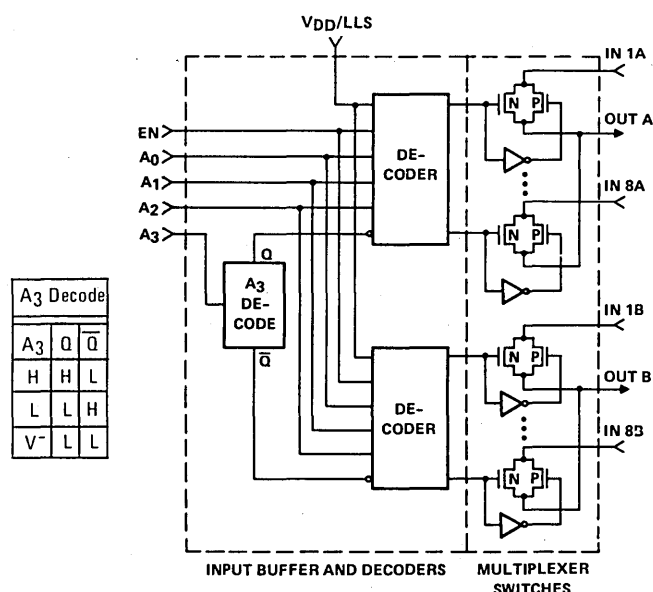 VDD/LLS
EN
A0
A1
A2
A3
DE-
CODER
N P
IN 1A
OUT A
IN 8A
N P
Q
A3
DE-
CODE
Q̅
DE-
CODER
N P
IN 1B
OUT B
IN 8B
N P
A3 Decode
A̅3 Q Q̅
H H L
L L H
V⁻ L L
INPUT BUFFER AND DECODERS
MULTIPLEXER
SWITCHES